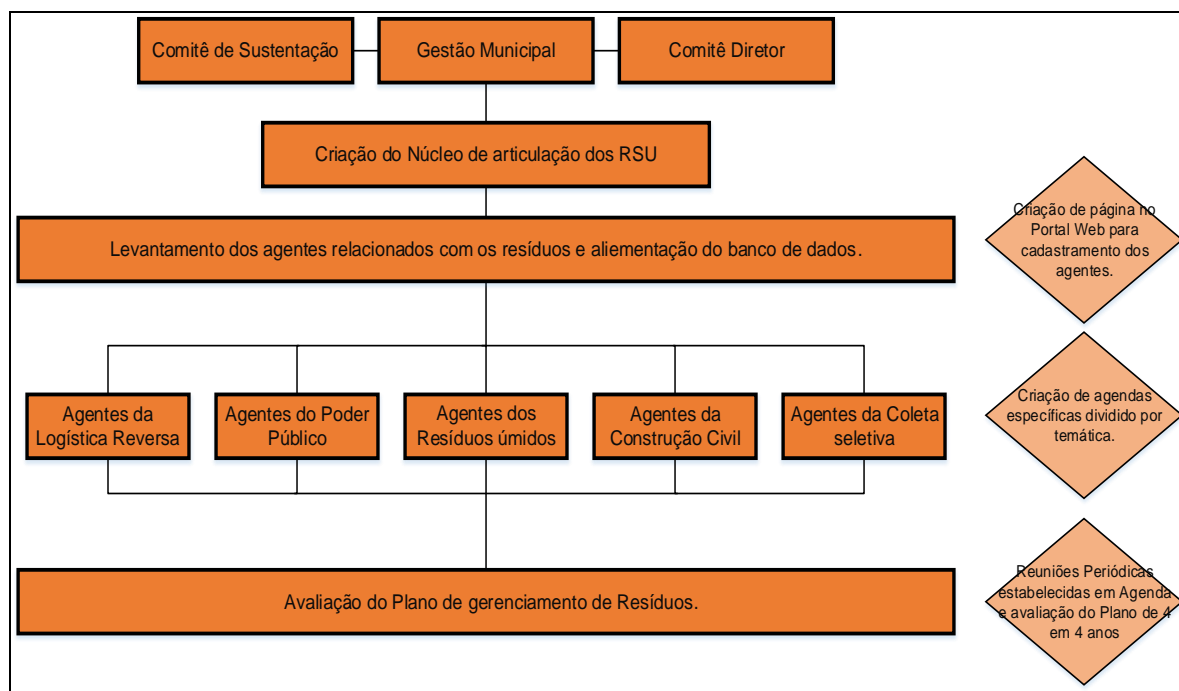 Comitê de Sustentação
Gestão Municipal
Comitê Diretor
Criação do Núcleo de articulação dos RSU
Levantamento dos agentes relacionados com os resíduos e aliementação do banco de dados.
Criação de página no
Portal Web para
cadastramento dos
agentes.
Agentes da
Logística Reversa
Agentes do Poder
Público
Agentes dos
Resíduos úmidos
Agentes da
Construção Civil
Agentes da Coleta
seletiva
Criação de agendas
específicas dividido por
temática.
Avaliação do Plano de gerenciamento de Resíduos.
Reuniões Periódicas
estabelecidas em Agenda
e avaliação do Plano de 4
em 4 anos